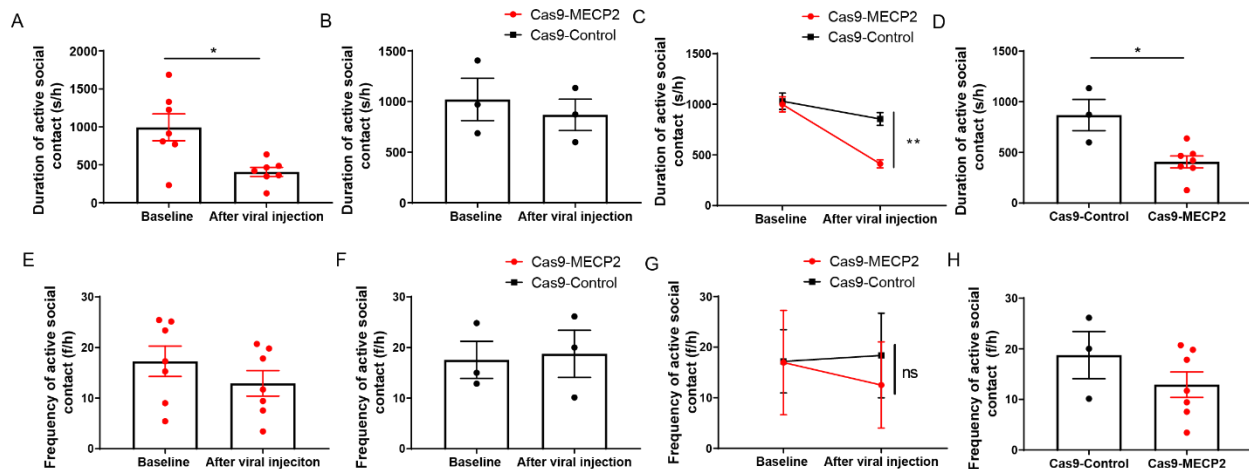 A
Duration of active social
contact (s/h)
2000
1500
1000
500
0
*
Baseline
After viral injection
B
Cas9-MECP2
Cas9-Control
Duration of active social
contact (s/h)
1500
1000
500
0
Baseline
After viral injection
C
Cas9-MECP2
Cas9-Control
Duration of active social
contact (s/h)
1500
1000
500
0
**
Baseline
After viral injection
D
Duration of active social
contact (s/h)
1500
1000
500
0
*
Cas9-Control
Cas9-MECP2
E
Frequency of active social
contact (f/h)
30
20
10
0
Baseline
After viral injeciton
F
Cas9-MECP2
Cas9-Control
Frequency of active social
contact (f/h)
30
20
10
0
Baseline
After viral injection
G
Cas9-MECP2
Cas9-Control
Frequency of active social
contact (f/h)
30
20
10
0
ns
Baseline
After viral injection
H
Frequency of active social
contact (f/h)
30
20
10
0
Cas9-Control
Cas9-MECP2